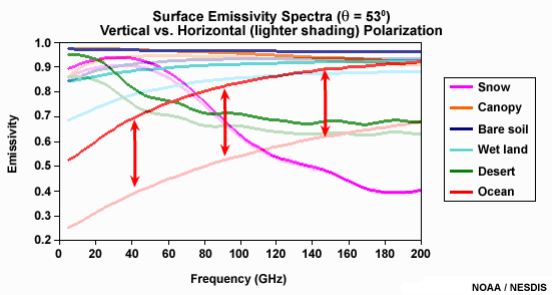 Surface Emissivity Spectra (θ = 53⁰)
Vertical vs. Horizontal (lighter shading) Polarization
1.0
0.9
0.8
0.7
0.6
0.5
0.4
0.3
0.2
Emissivity
0 20 40 60 80 100 120 140 160 180 200
Frequency (GHz)
Snow
Canopy
Bare soil
Wet land
Desert
Ocean
NOAA / NESDIS